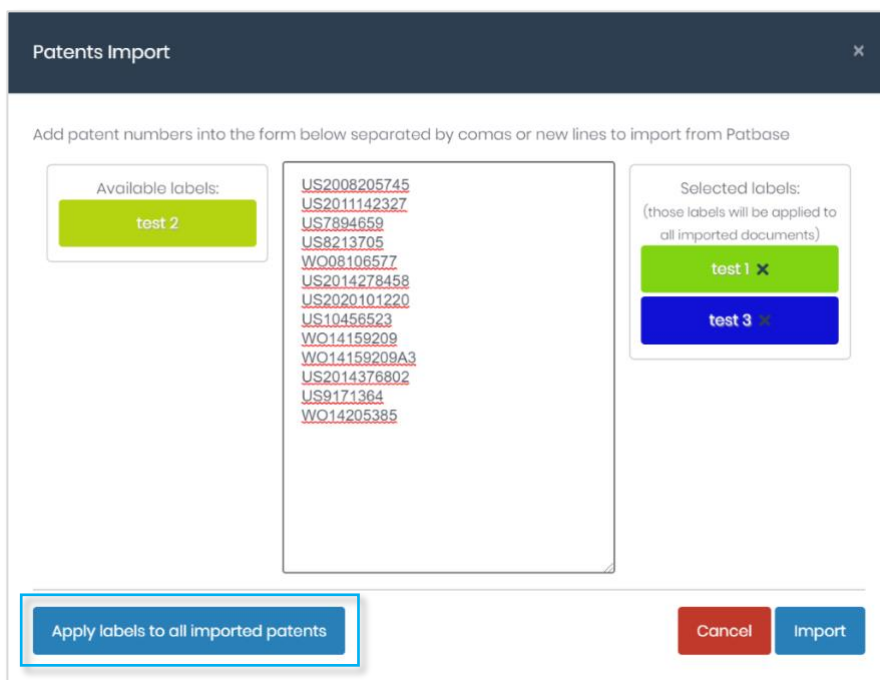 Patents Import ×
Add patent numbers into the form below separated by comas or new lines to import from Patbase
Available labels:
test 2
US2008205745
US2011142327
US7894659
US8213705
WO08106577
US2014278458
US2020101220
US10456523
WO14159209
WO14159209A3
US2014376802
US9171364
WO14205385
Selected labels:
(those labels will be applied to
all imported documents)
test 1 ×
test 3 ×
Apply labels to all imported patents
Cancel
Import